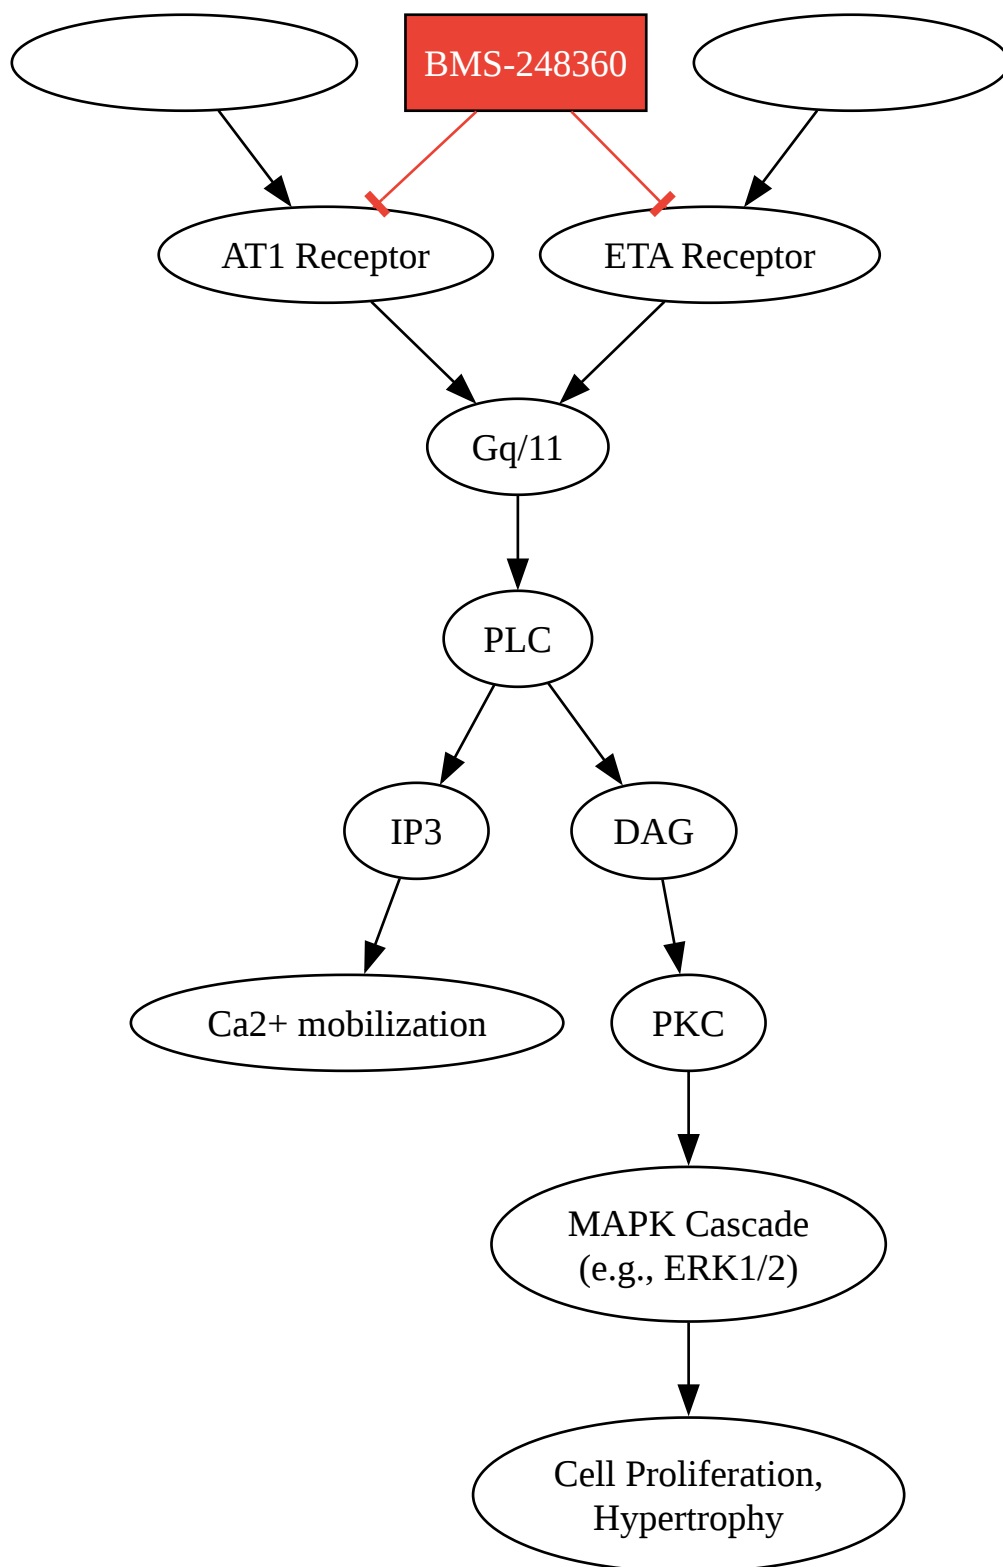 BMS-248360
AT1 Receptor
ETA Receptor
Gq/11
PLC
IP3
DAG
Ca2+ mobilization
PKC
MAPK Cascade
(e.g., ERK1/2)
Cell Proliferation,
Hypertrophy